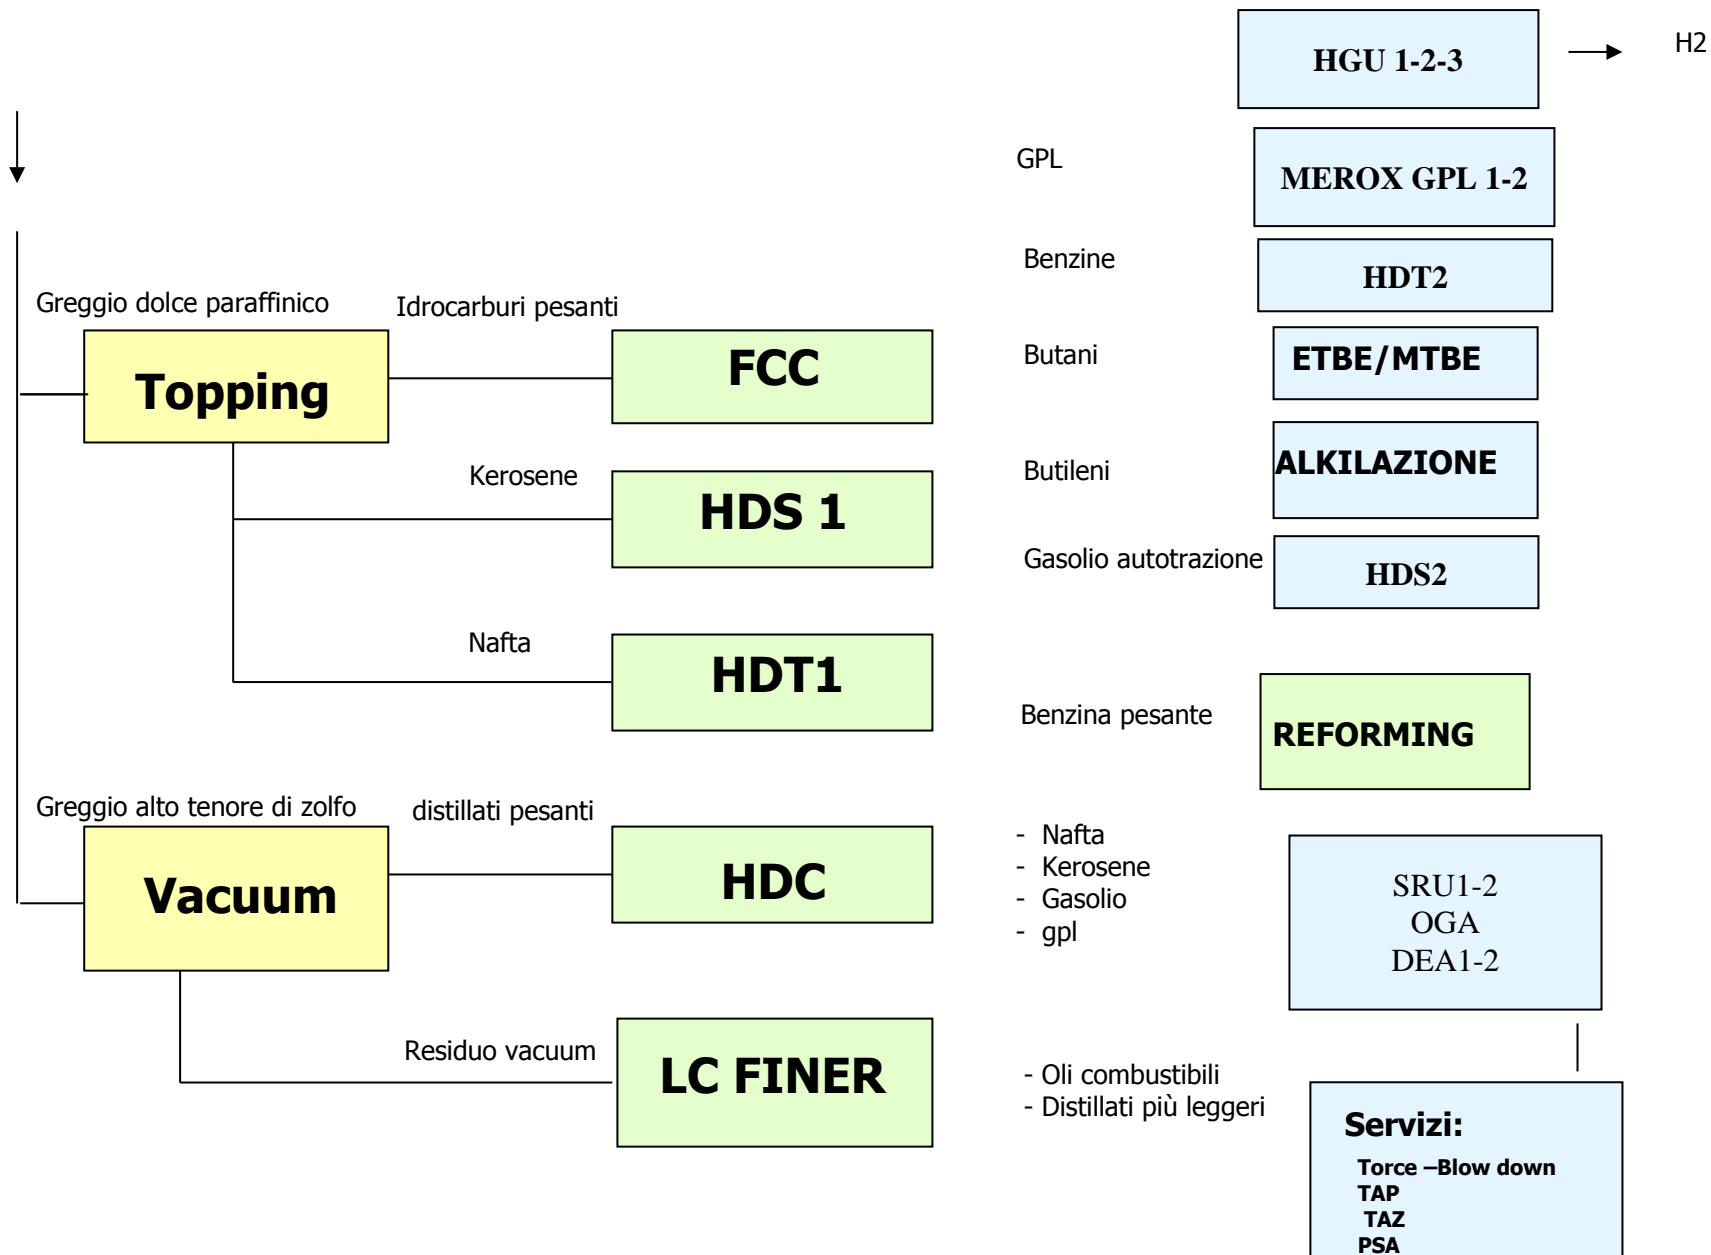 HGU 1-2-3
H2
GPL
MEROX GPL 1-2
Benzine
HDT2
Greggio dolce paraffinico
Idrocarburi pesanti
Topping
FCC
Butani
ETBE/MTBE
Kerosene
HDS 1
Butileni
ALKILAZIONE
Gasolio autotrazione
HDS2
Nafta
HDT1
Benzina pesante
REFORMING
Greggio alto tenore di zolfo
distillati pesanti
Vacuum
HDC
- Nafta
- Kerosene
- Gasolio
- gpl
SRU1-2
OGA
DEA1-2
Residuo vacuum
LC FINER
- Oli combustibili
- Distillati più leggeri
Servizi:
Torce –Blow down
TAP
TAZ
PSA